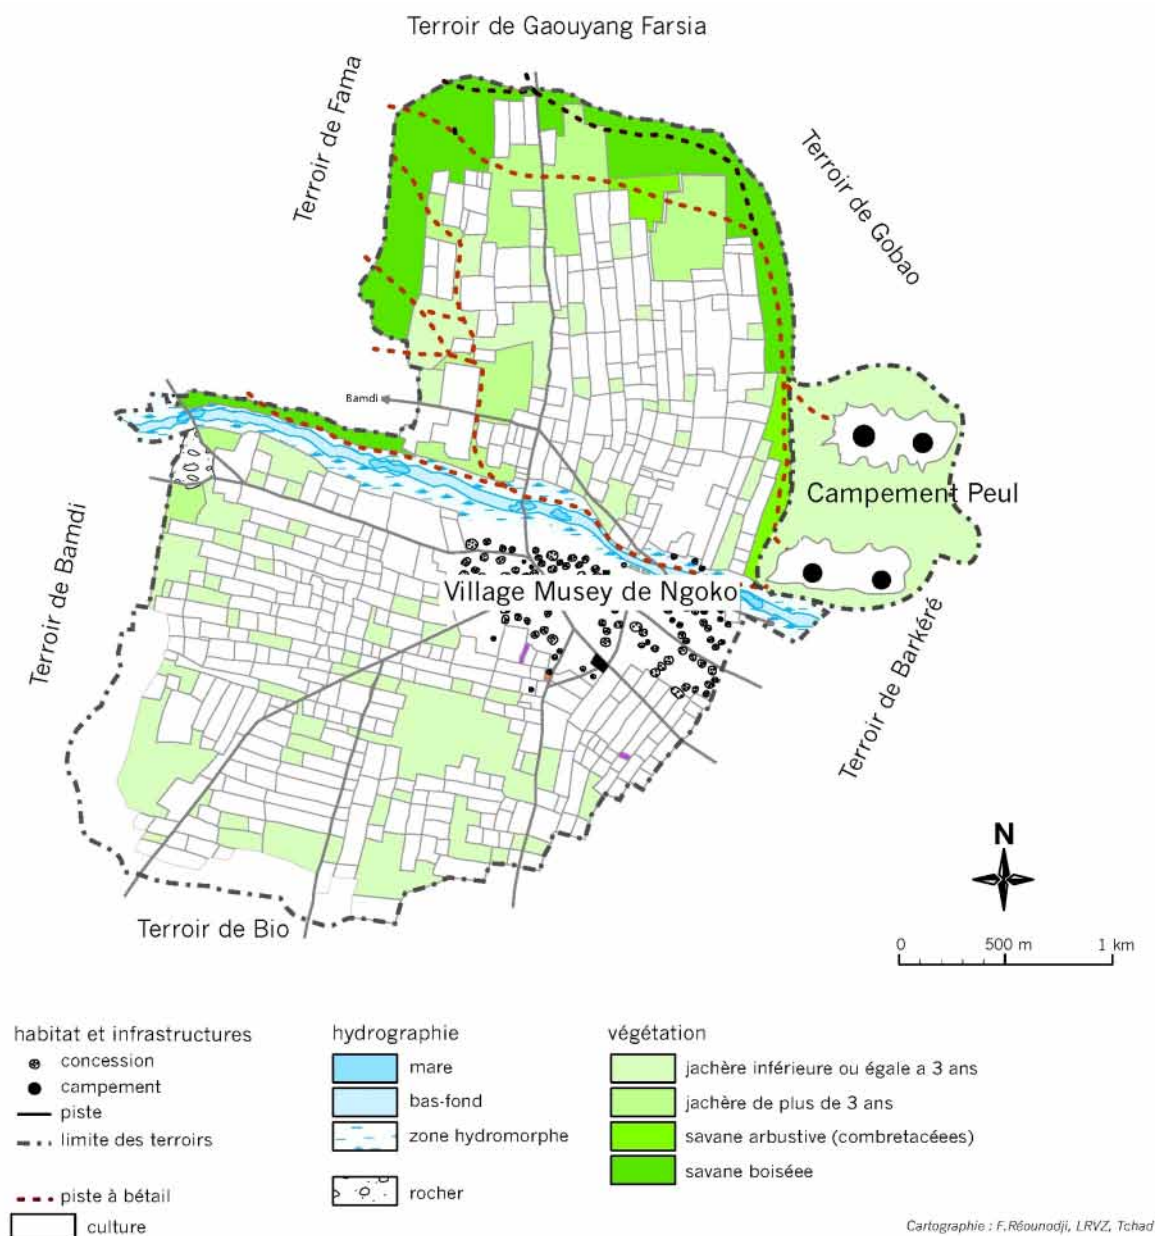 Terroir de Gaouyang Farsia
Terroir de Fama
Terroir de Gobao
Bamdi
Campement Peul
Terroir de Bamdi
Village Musey de Ngoko
Terroir de Barkéré
Terroir de Bio
N
0 500 m 1 km
habitat et infrastructures
concession
campement
piste
limite des terroirs
piste à bétail
culture
hydrographie
mare
bas-fond
zone hydromorphe
rocher
végétation
jachère inférieure ou égale a 3 ans
jachère de plus de 3 ans
savane arbustive (combretacéees)
savane boiséee
Cartographie : F.Réounodji, LRVZ, Tchad